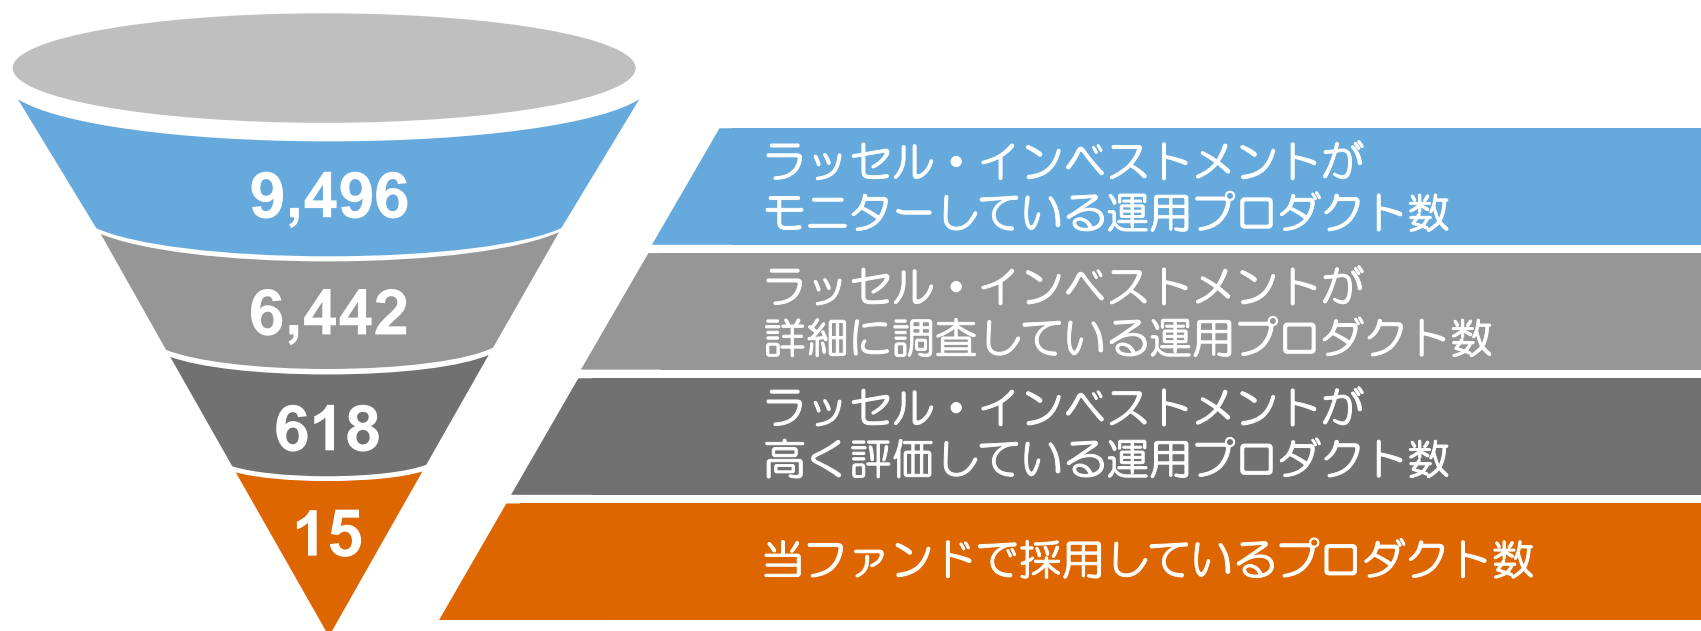 9,496
ラッセル・インベストメントが
モニターしている運用プロダクト数
6,442
ラッセル・インベストメントが
詳細に調査している運用プロダクト数
618
ラッセル・インベストメントが
高く評価している運用プロダクト数
15
当ファンドで採用しているプロダクト数